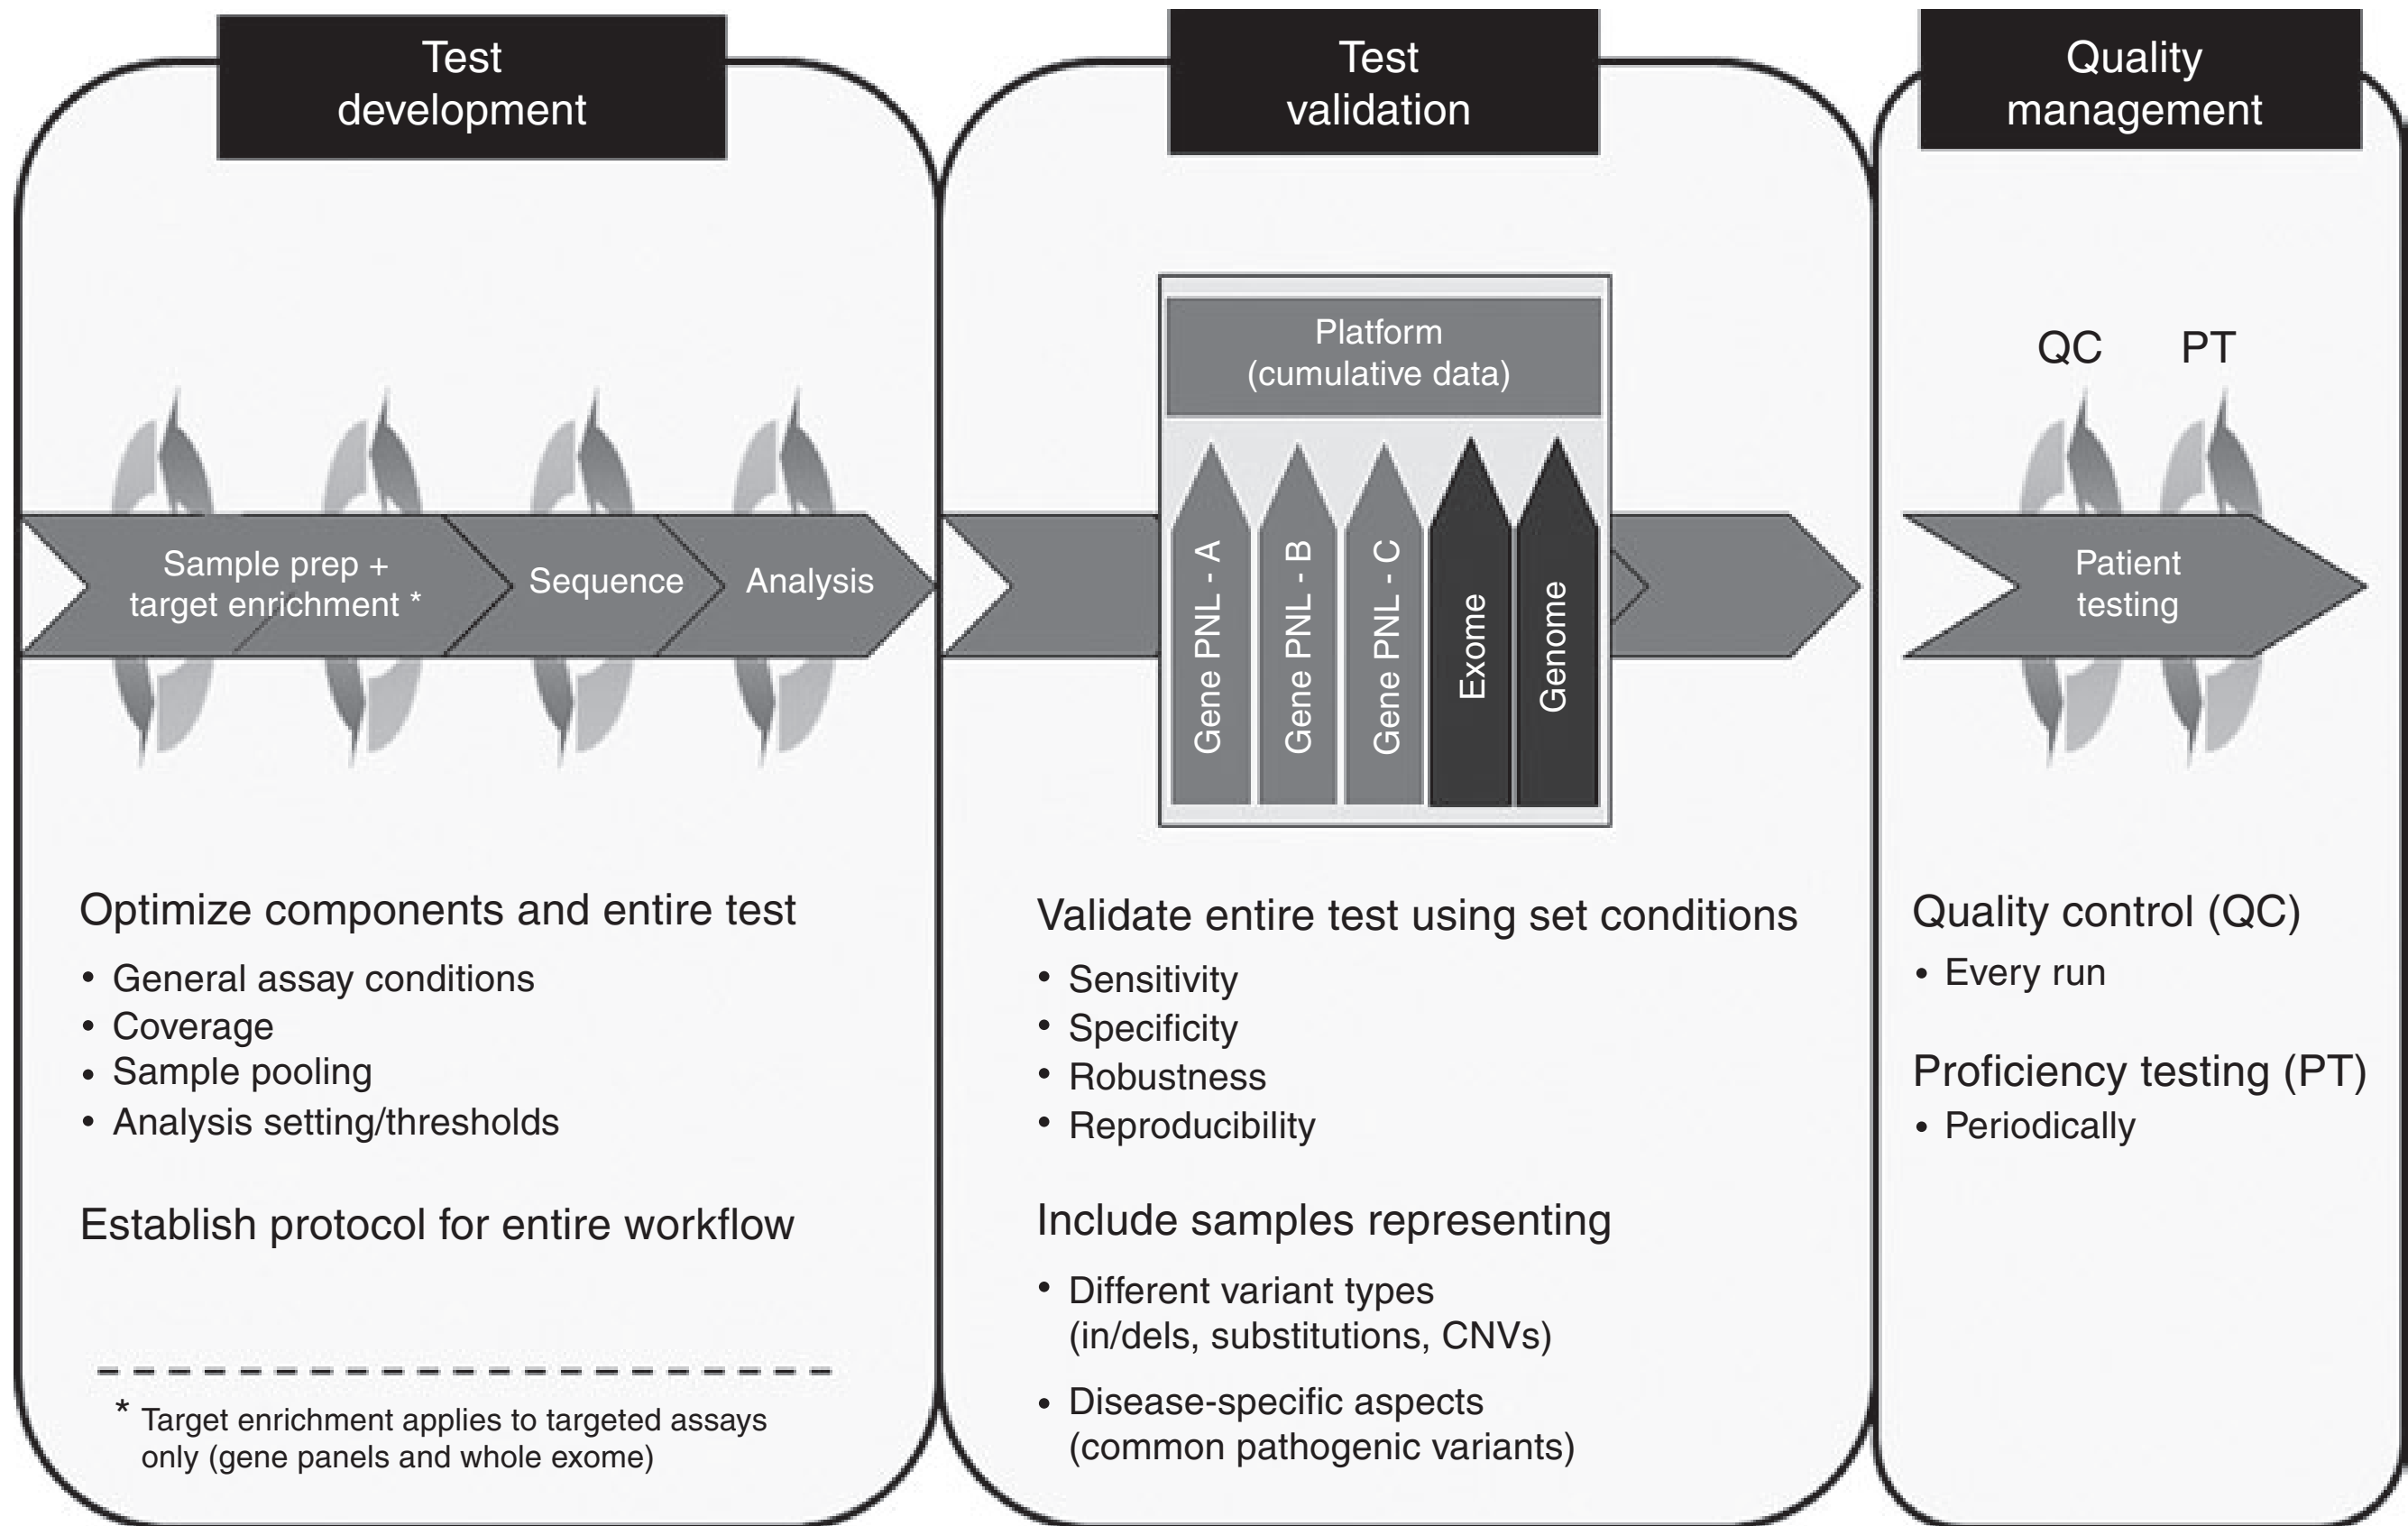 Test
development
Sample prep +
target enrichment *
Sequence
Analysis
Optimize components and entire test
• General assay conditions
• Coverage
• Sample pooling
• Analysis setting/thresholds
Establish protocol for entire workflow
* Target enrichment applies to targeted assays
only (gene panels and whole exome)
Test
validation
Platform
(cumulative data)
Gene PNL - A
Gene PNL - B
Gene PNL - C
Exome
Genome
Validate entire test using set conditions
• Sensitivity
• Specificity
• Robustness
• Reproducibility
Include samples representing
• Different variant types
(in/dels, substitutions, CNVs)
• Disease-specific aspects
(common pathogenic variants)
Quality
management
QC PT
Patient
testing
Quality control (QC)
• Every run
Proficiency testing (PT)
• Periodically